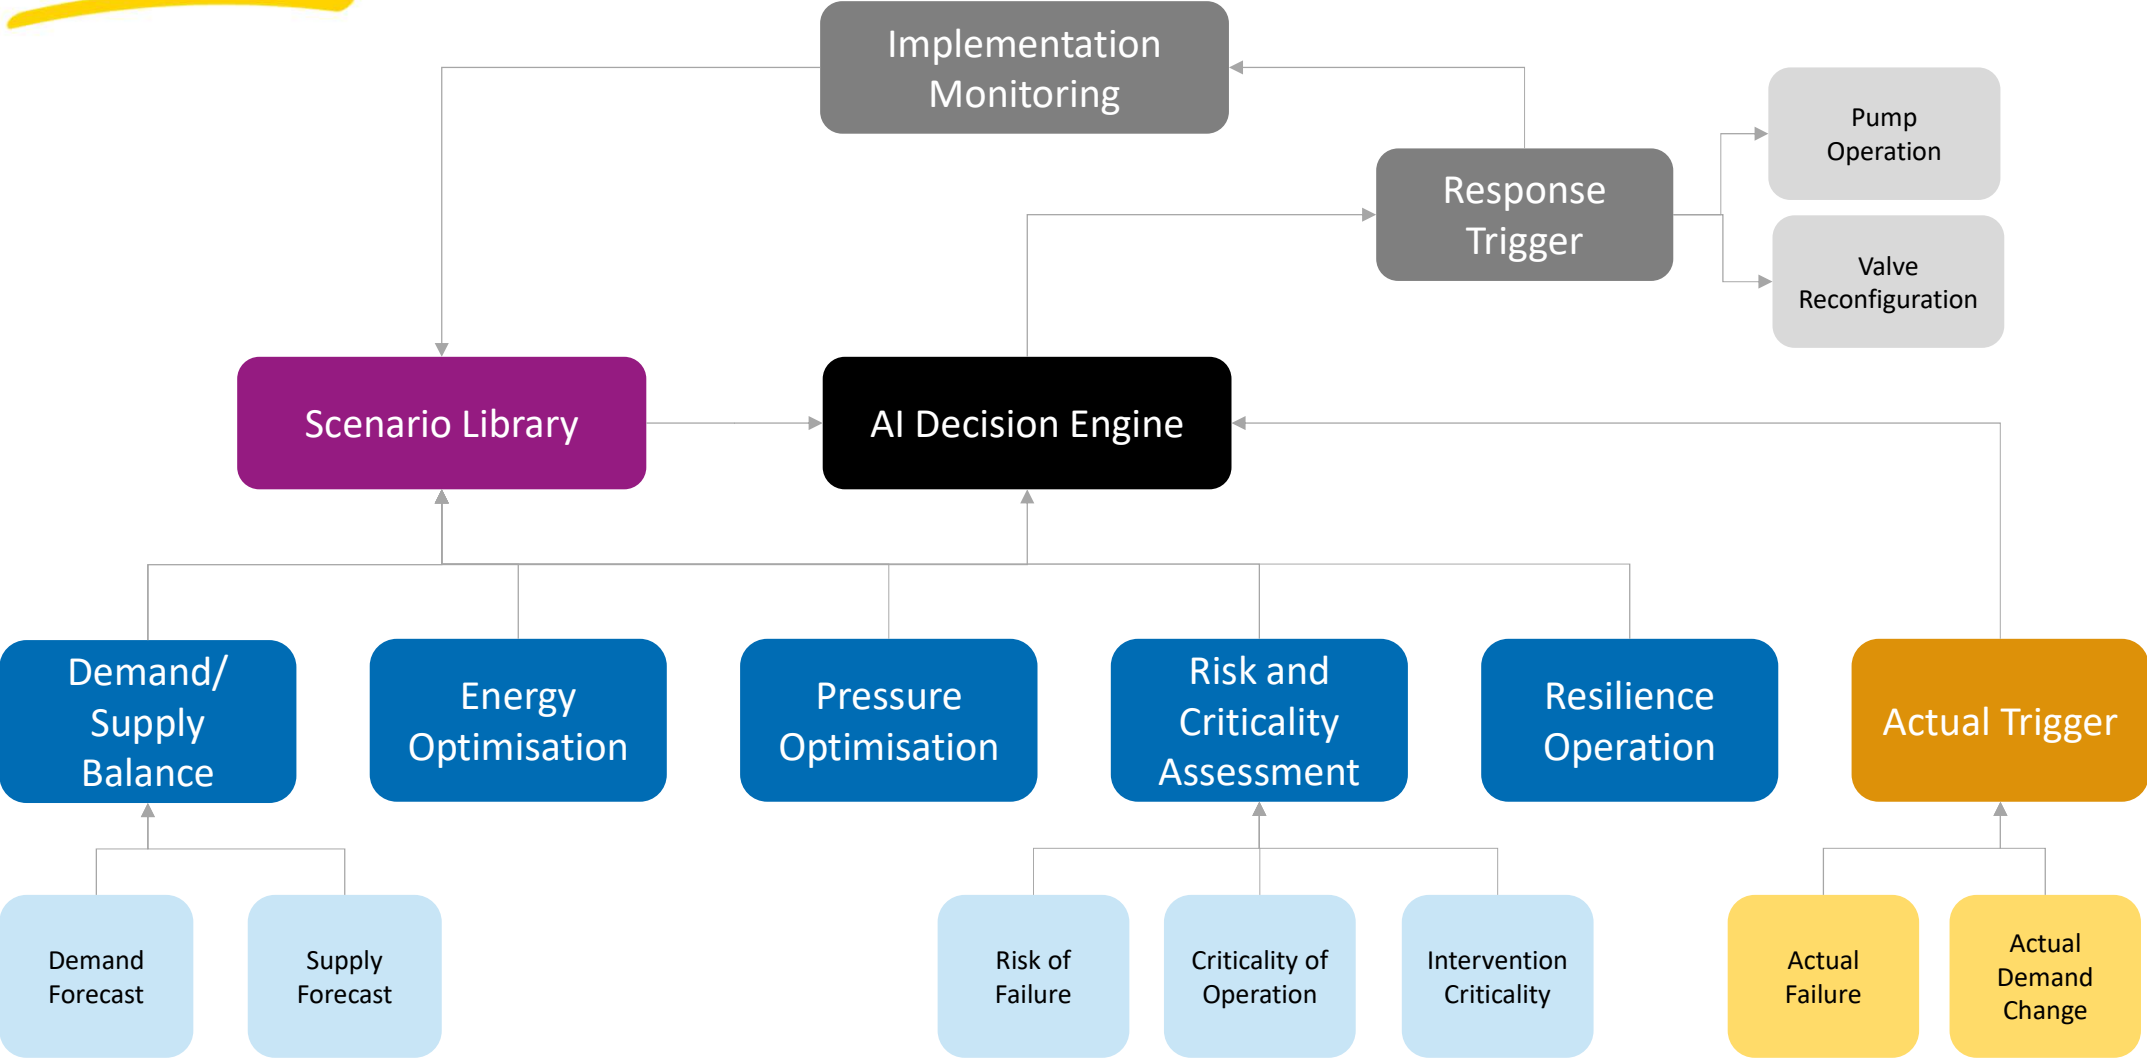 Implementation
Monitoring
Pump
Operation
Response
Trigger
Valve
Reconfiguration
Scenario Library
AI Decision Engine
Demand/
Supply
Balance
Energy
Optimisation
Pressure
Optimisation
Risk and
Criticality
Assessment
Resilience
Operation
Actual Trigger
Demand
Forecast
Supply
Forecast
Risk of
Failure
Criticality of
Operation
Intervention
Criticality
Actual
Failure
Actual
Demand
Change